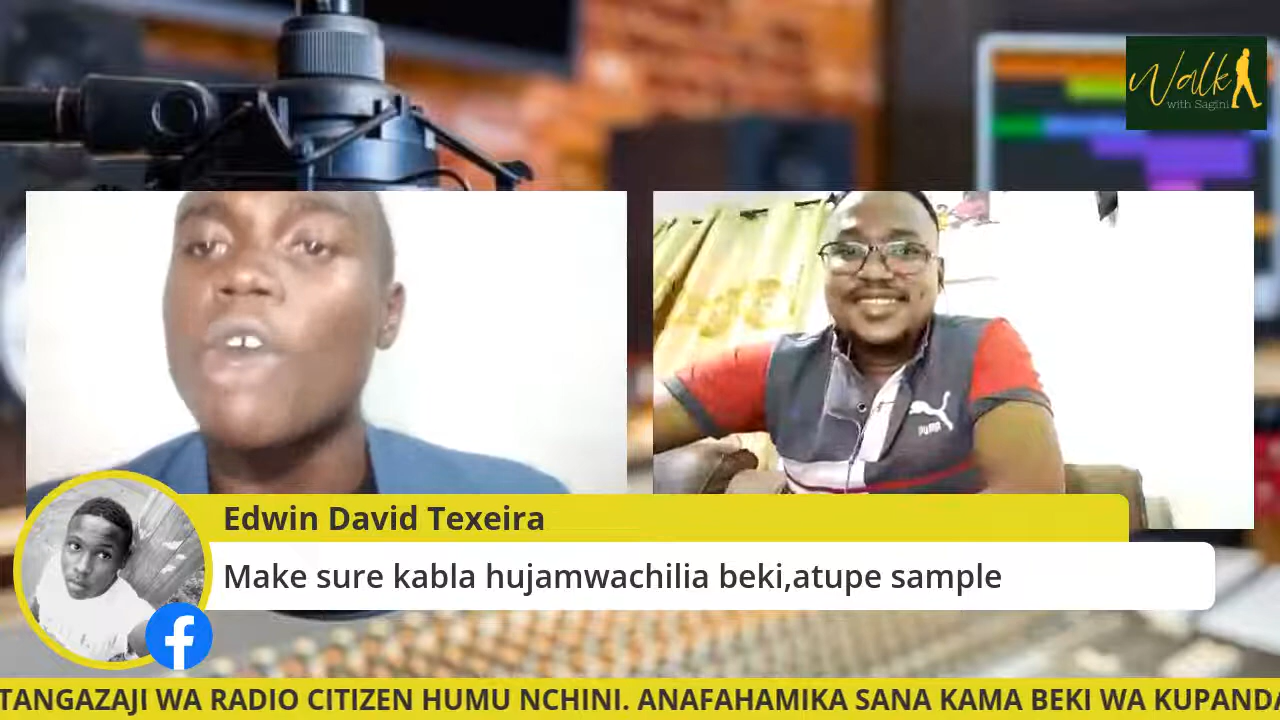 Walk
with Sagini
PUMA
Edwin David Texeira
Make sure kabla hujamwachilia beki,atupe sample
TANGAZAJI WA RADIO CITIZEN HUMU NCHINI. ANAFAHAMIKA SANA KAMA BEKI WA KUPANDA